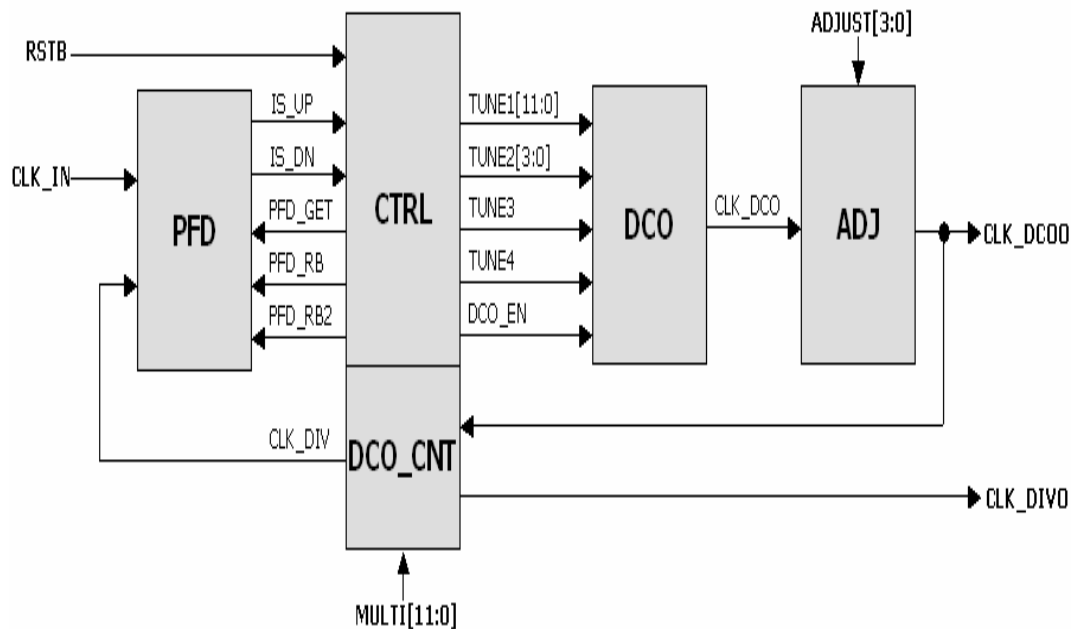 ADJUST[3:0]
RSTB
IS_UP
TUNE1[11:0]
IS_DN
TUNE2[3:0]
CLK_IN
PFD
PFD_GET
CTRL
TUNE3
DCO
CLK_DCO
ADJ
CLK_DCOO
PFD_RB
TUNE4
PFD_RB2
DCO_EN
CLK_DIV
DCO_CNT
CLK_DIVO
MULTI[11:0]